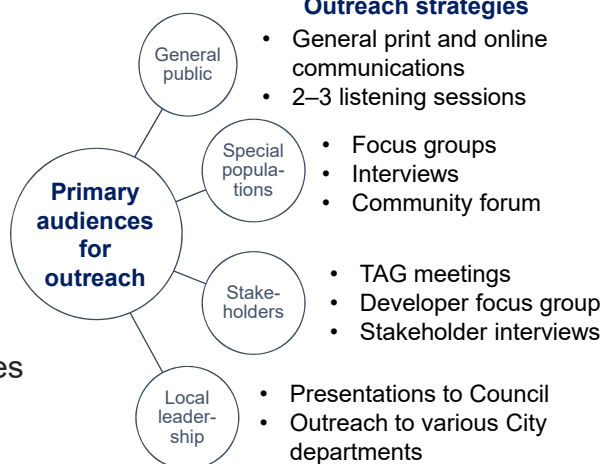 Outreach strategies
General
public
• General print and online
communications
• 2–3 listening sessions
Special
popula-
tions
• Focus groups
• Interviews
• Community forum
Primary
audiences
for
outreach
Stake-
holders
• TAG meetings
• Developer focus group
• Stakeholder interviews
es
Local
leader-
ship
• Presentations to Council
• Outreach to various City
departments